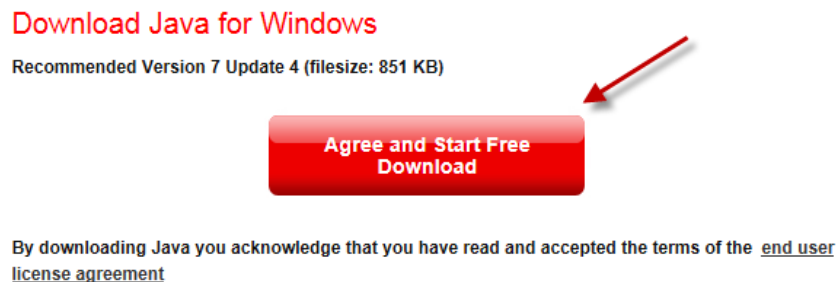 Download Java for Windows
Recommended Version 7 Update 4 (filesize: 851 KB)
Agree and Start Free
Download
By downloading Java you acknowledge that you have read and accepted the terms of the end user
license agreement